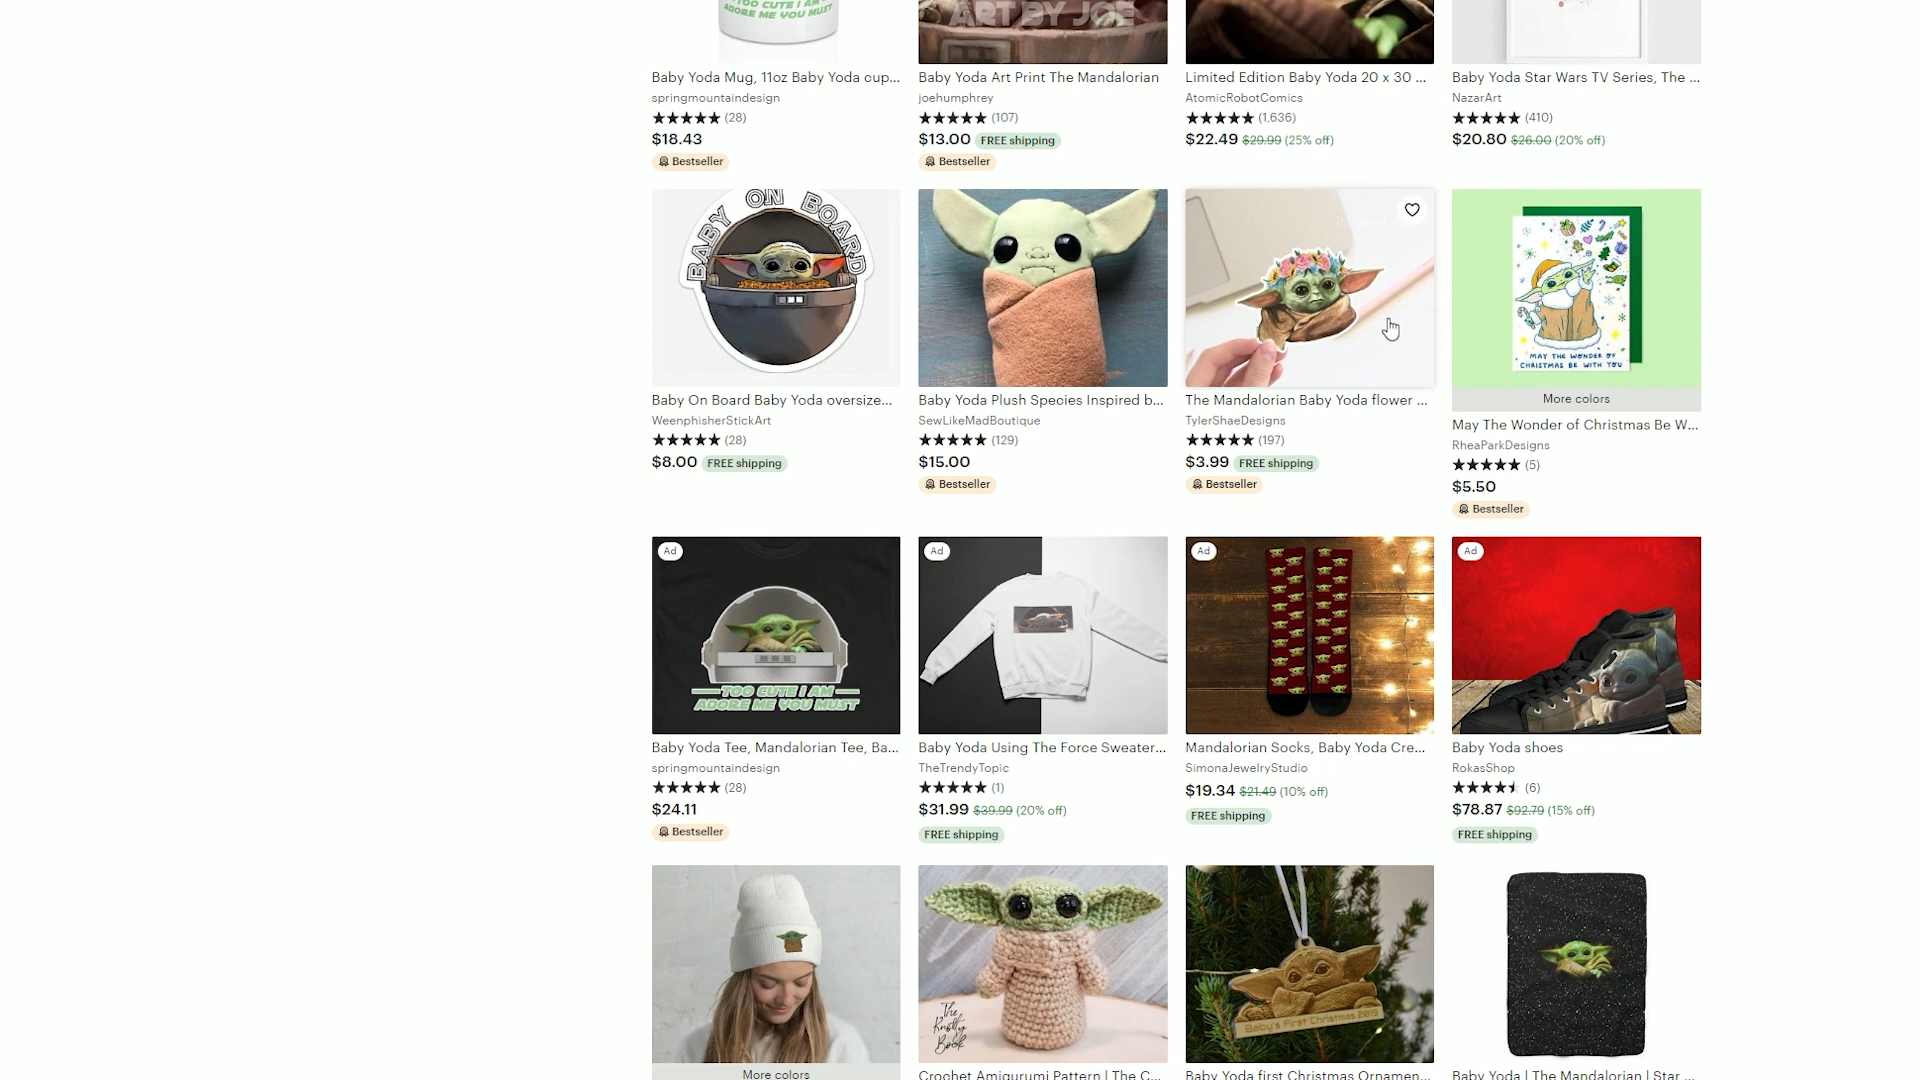 TOO CUTE I AM
ADORE ME YOU MUST
ART BY JOE
Baby Yoda Mug, 11oz Baby Yoda cup...
springmountaindesign
(28)
$18.43
Bestseller
Baby Yoda Art Print The Mandalorian
joehumphrey
(107)
$13.00 FREE shipping
Bestseller
Limited Edition Baby Yoda 20 x 30 ...
AtomicRobotComics
(1,636)
$22.49 $29.99 (25% off)
Baby Yoda Star Wars TV Series, The ...
NazarArt
(410)
$20.80 $26.00 (20% off)
BABY ON BOARD
Baby On Board Baby Yoda oversize...
WeenphisherStickArt
(28)
$8.00 FREE shipping
Baby Yoda Plush Species Inspired b...
SewLikeMadBoutique
(129)
$15.00
Bestseller
The Mandalorian Baby Yoda flower ...
TylerShaeDesigns
(197)
$3.99 FREE shipping
Bestseller
MAY THE WONDER OF
CHRISTMAS BE WITH YOU
More colors
May The Wonder of Christmas Be W...
RheaParkDesigns
(5)
$5.50
Bestseller
Ad
TOO CUTE I AM
ADORE ME YOU MUST
Baby Yoda Tee, Mandalorian Tee, Ba...
springmountaindesign
(28)
$24.11
Bestseller
Ad
Baby Yoda Using The Force Sweater...
TheTrendyTopic
(1)
$31.99 $39.99 (20% off)
FREE shipping
Ad
Mandalorian Socks, Baby Yoda Cre...
SimonaJewelryStudio
$19.34 $21.49 (10% off)
FREE shipping
Ad
Baby Yoda shoes
RokasShop
(6)
$78.87 $92.79 (15% off)
FREE shipping
More colors
The
Knotty
Book
Crochet Amigurumi Pattern | The C...
Baby's First Christmas 2019
Baby Yoda first Christmas Ornamen...
Baby Yoda | The Mandalorian | Star ...